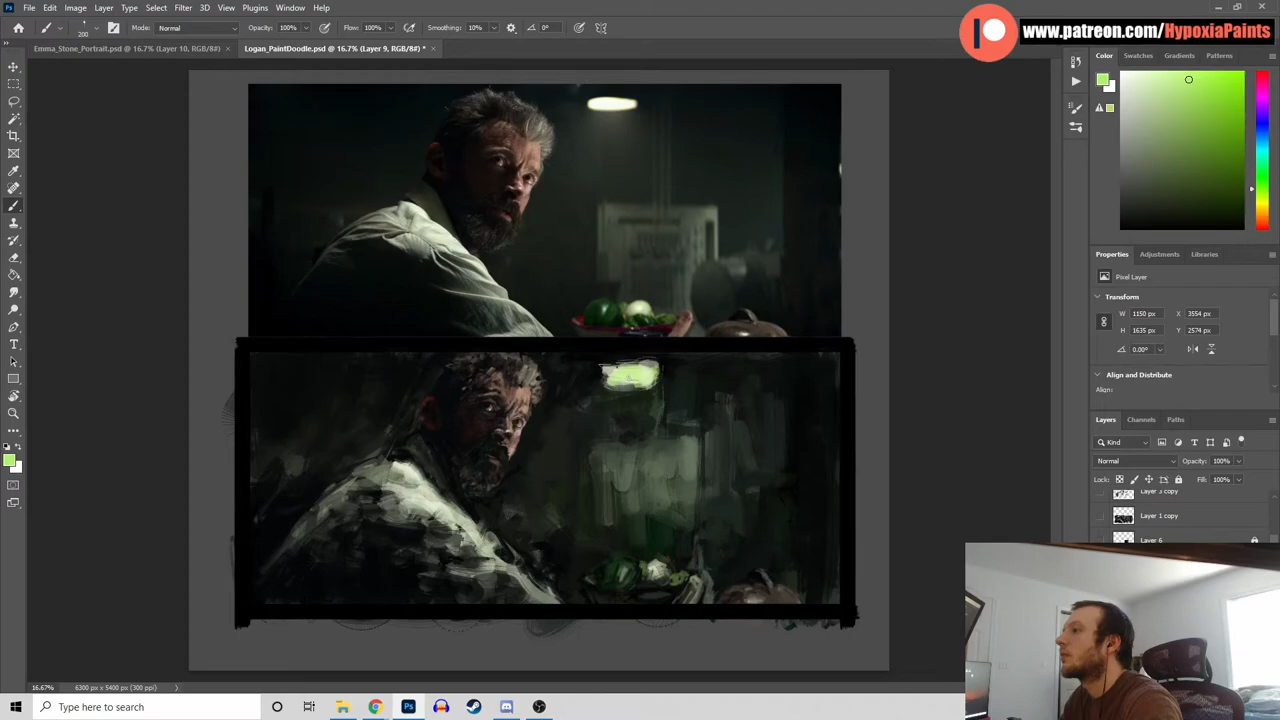 File Edit Image Layer Type Select Filter 3D View Plugins Window Help
www.patreon.com/HypoxiaPaints
200 Mode: Normal Opacity: 100% Flow: 100% Smoothing: 10% 0°
Emma_Stone_Portrait.psd @ 16.7% (Layer 10, RGB/8#) × Logan_PaintDoodle.psd @ 16.7% (Layer 9, RGB/8#) * ×
Color Swatches Gradients Patterns
Properties Adjustments Libraries
Pixel Layer
Transform
W 1150 px X 3554 px
H 1635 px Y 2574 px
0.00°
Align and Distribute
Align:
Layers Channels Paths
Kind
Normal Opacity: 100%
Lock: Fill: 100%
Layer 3 copy
Layer 1 copy
Layer 6
16.67% 6300 px x 5400 px (300 ppi)
Type here to search